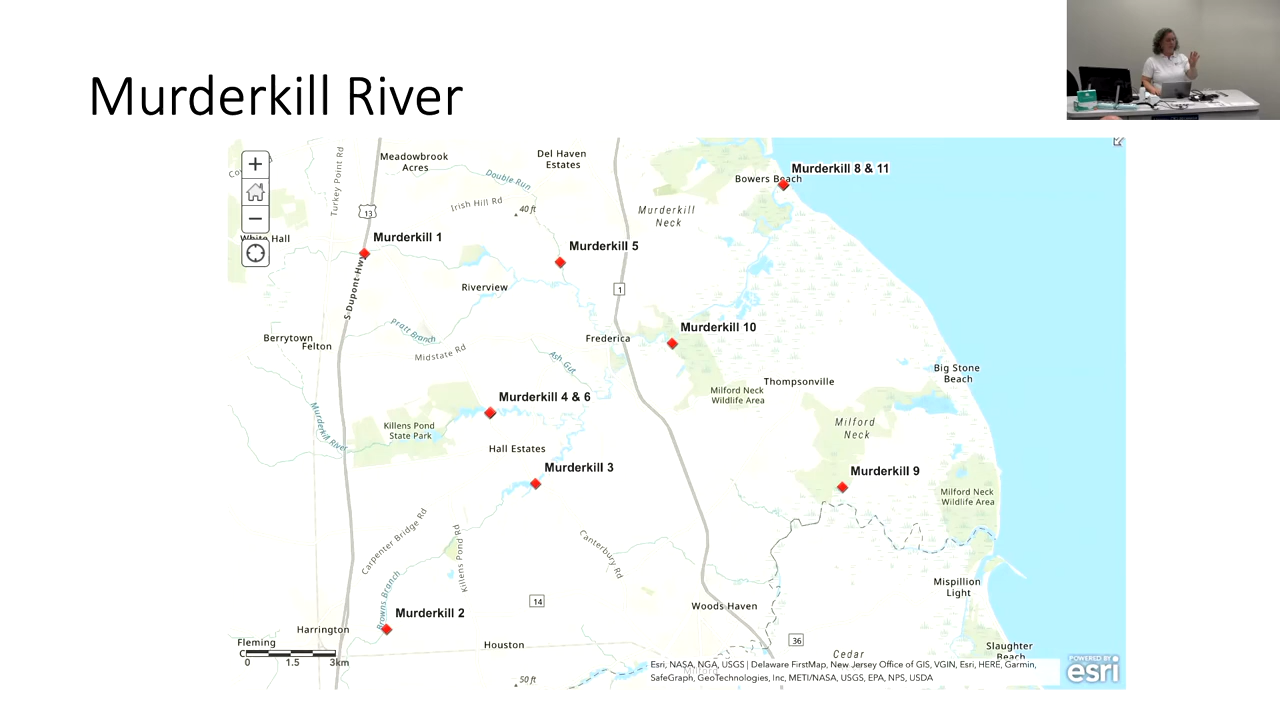 Murderkill River
Meadowbrook
Acres
Del Haven
Estates
Turkey Point Rd
Double Run
Murderkill 8 & 11
Bowers Beach
+
13
Irish Hill Rd
40 ft
Murderkill
Neck
White Hall
Murderkill 1
Murderkill 5
−
S Dupont Hwy
Riverview
1
Pratt Branch
Murderkill 10
Berrytown
Felton
Frederica
Midstate Rd
Ash Gut
Big Stone
Beach
Thompsonville
Milford Neck
Wildlife Area
Murderkill 4 & 6
Murderkill River
Killens Pond
State Park
Milford
Neck
Hall Estates
Murderkill 3
Murderkill 9
Milford Neck
Wildlife Area
Carpenter Bridge Rd
Killens Pond Rd
Canterbury Rd
Browns Branch
Mispillion
Light
14
Woods Haven
Murderkill 2
Harrington
36
Fleming
Houston
Cedar
Slaughter
Beach
0 1.5 3km
50 ft
Esri, NASA, NGA, USGS | Delaware FirstMap, New Jersey Office of GIS, VGIN, Esri, HERE, Garmin,
SafeGraph, GeoTechnologies, Inc, METI/NASA, USGS, EPA, NPS, USDA
POWERED BY
esri